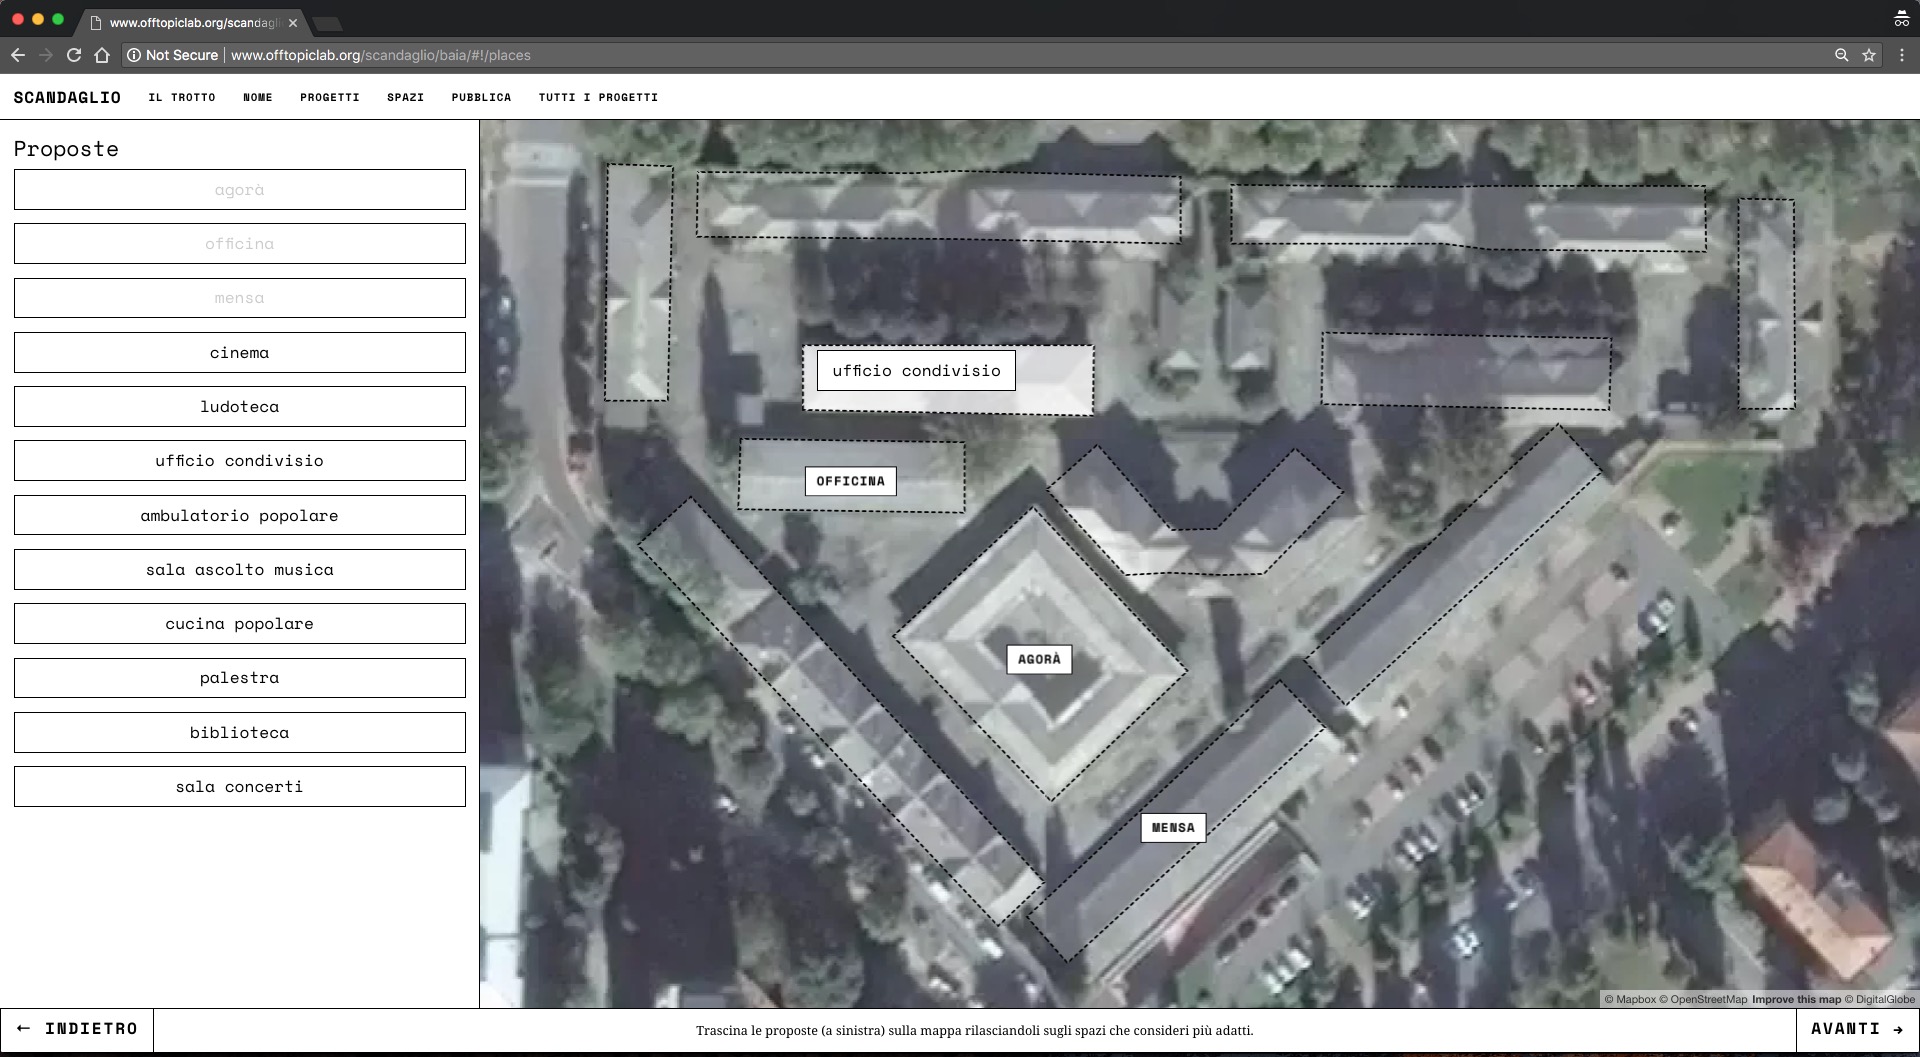 www.offtopiclab.org/scandagl
Not Secure
www.offtopiclab.org/scandaglio/baia/#!/places
SCANDAGLIO
IL TROTTO
NOME
PROGETTI
SPAZI
PUBBLICA
TUTTI I PROGETTI
Proposte
agorà
officina
mensa
cinema
ludoteca
ufficio condivisio
ambulatorio popolare
sala ascolto musica
cucina popolare
palestra
biblioteca
sala concerti
ufficio condivisio
OFFICINA
AGORÀ
MENSA
© Mapbox © OpenStreetMap Improve this map © DigitalGlobe
← INDIETRO
Trascina le proposte (a sinistra) sulla mappa rilasciandoli sugli spazi che consideri più adatti.
AVANTI →